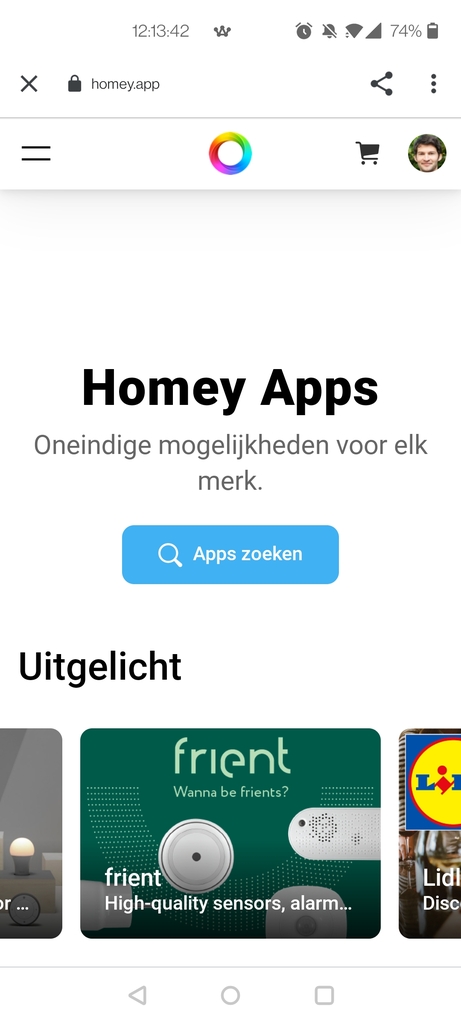 12:13:42
74%
homey.app
Homey Apps
Oneindige mogelijkheden voor elk
merk.
Apps zoeken
Uitgelicht
frient
Wanna be frients?
frient
High-quality sensors, alarm...
or ...
Lidl
Disc